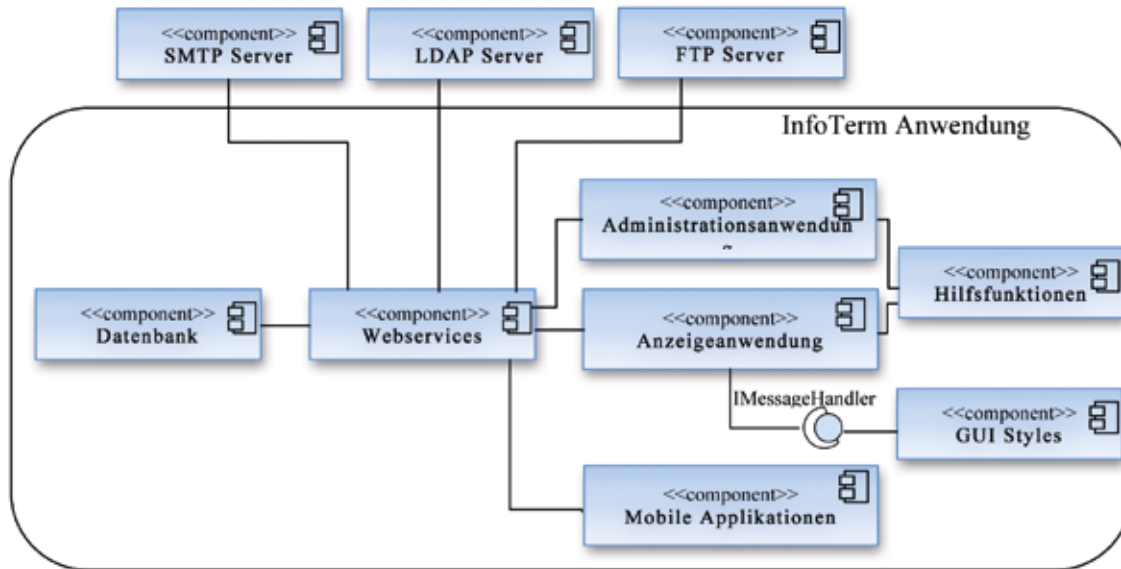 <<component>>
SMTP Server
<<component>>
LDAP Server
<<component>>
FTP Server
InfoTerm Anwendung
<<component>>
Administrationsanwendun
<<component>>
Hilfsfunktionen
<<component>>
Datenbank
<<component>>
Webservices
<<component>>
Anzeigeanwendung
IMessageHandler
<<component>>
GUI Styles
<<component>>
Mobile Applikationen